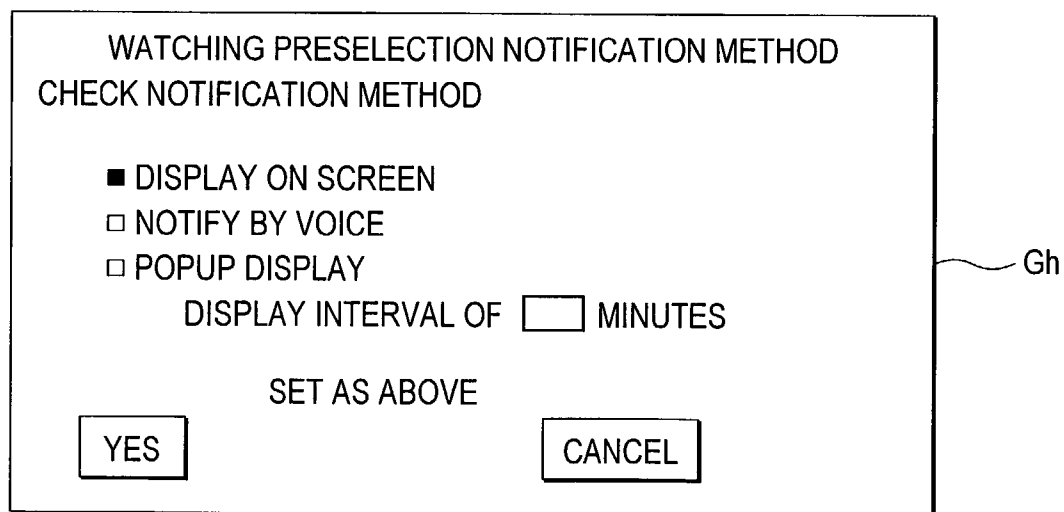 WATCHING PRESELECTION NOTIFICATION METHOD
CHECK NOTIFICATION METHOD
■ DISPLAY ON SCREEN
□ NOTIFY BY VOICE
□ POPUP DISPLAY
DISPLAY INTERVAL OF MINUTES
Gh
SET AS ABOVE
YES CANCEL